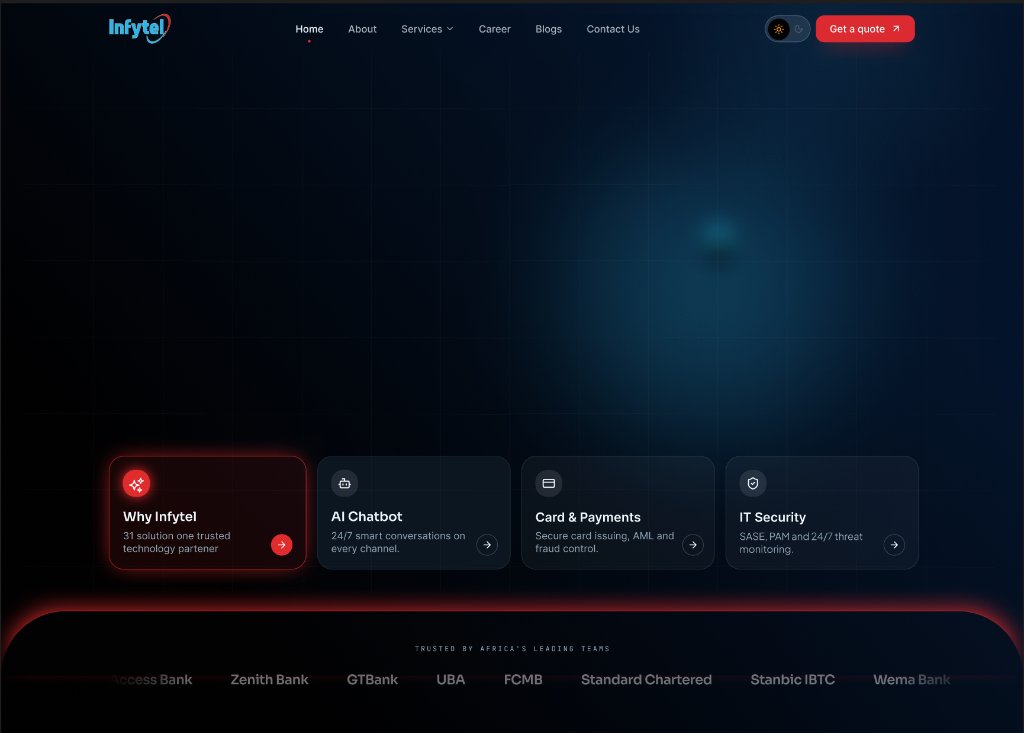 Infytel
Home
About
Services
Career
Blogs
Contact Us
Get a quote
Why Infytel
31 solution one trusted
technology partener
AI Chatbot
24/7 smart conversations on
every channel.
Card & Payments
Secure card issuing, AML and
fraud control.
IT Security
SASE, PAM and 24/7 threat
monitoring.
TRUSTED BY AFRICA'S LEADING TEAMS
Access Bank
Zenith Bank
GTBank
UBA
FCMB
Standard Chartered
Stanbic IBTC
Wema Bank